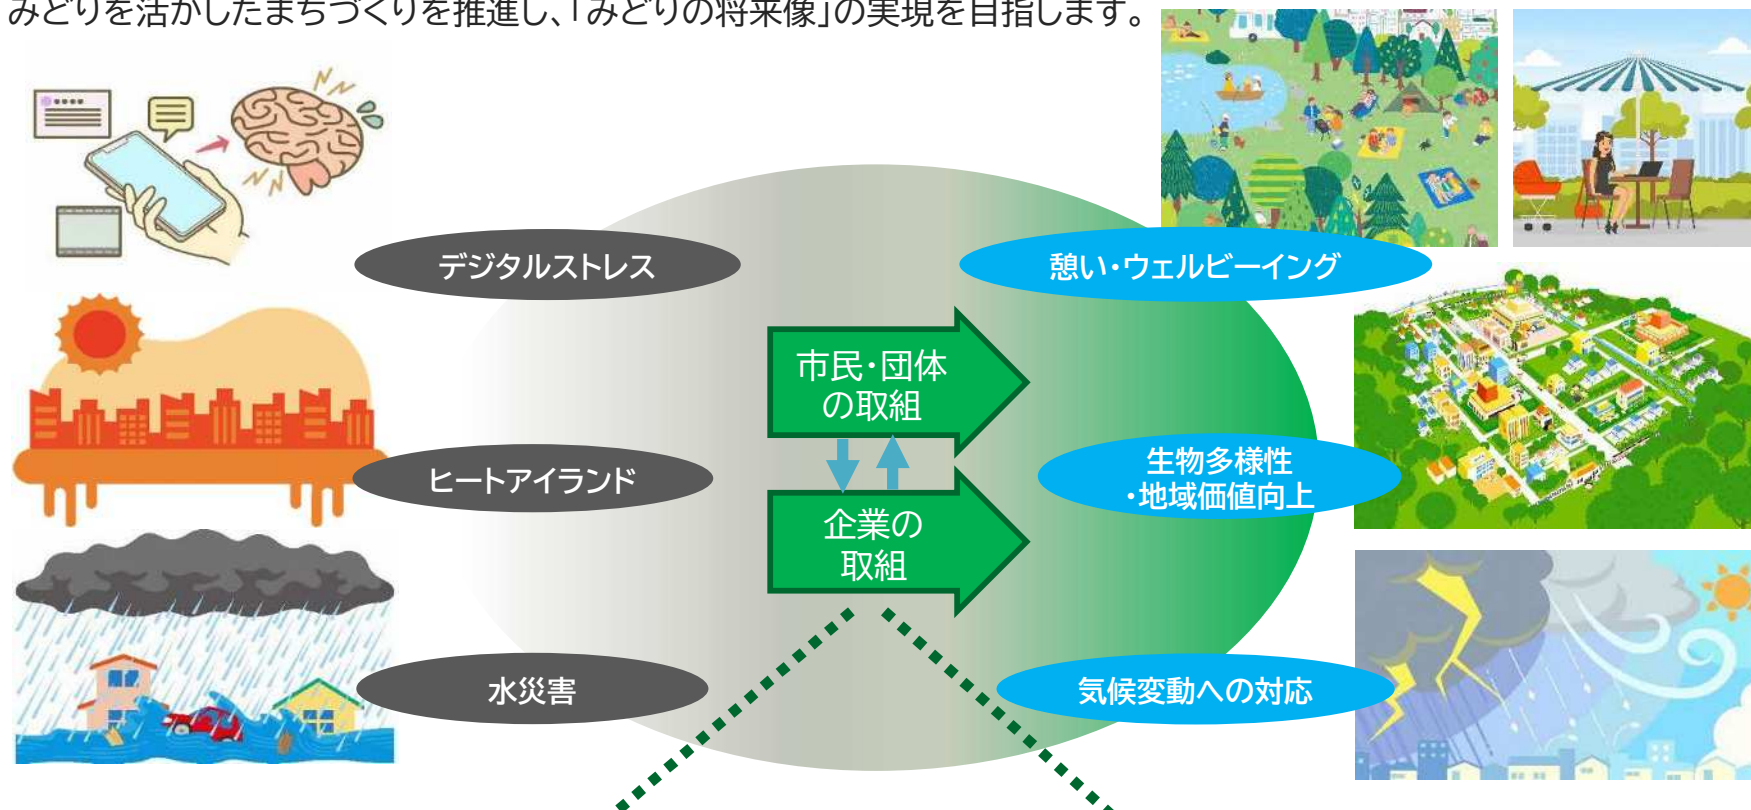 みどりを活かしたまちづくりを推進し、「みどりの将来像」の実現を目指します。
デジタルストレス
憩い・ウェルビーイング
市民・団体
の取組
ヒートアイランド
生物多様性
・地域価値向上
企業の
取組
水災害
気候変動への対応